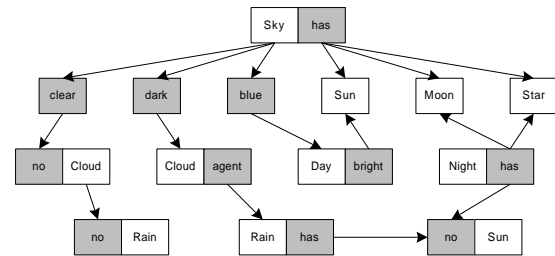 Sky has
clear dark blue Sun Moon Star
no Cloud Cloud agent Day bright Night has
no Rain Rain has no Sun